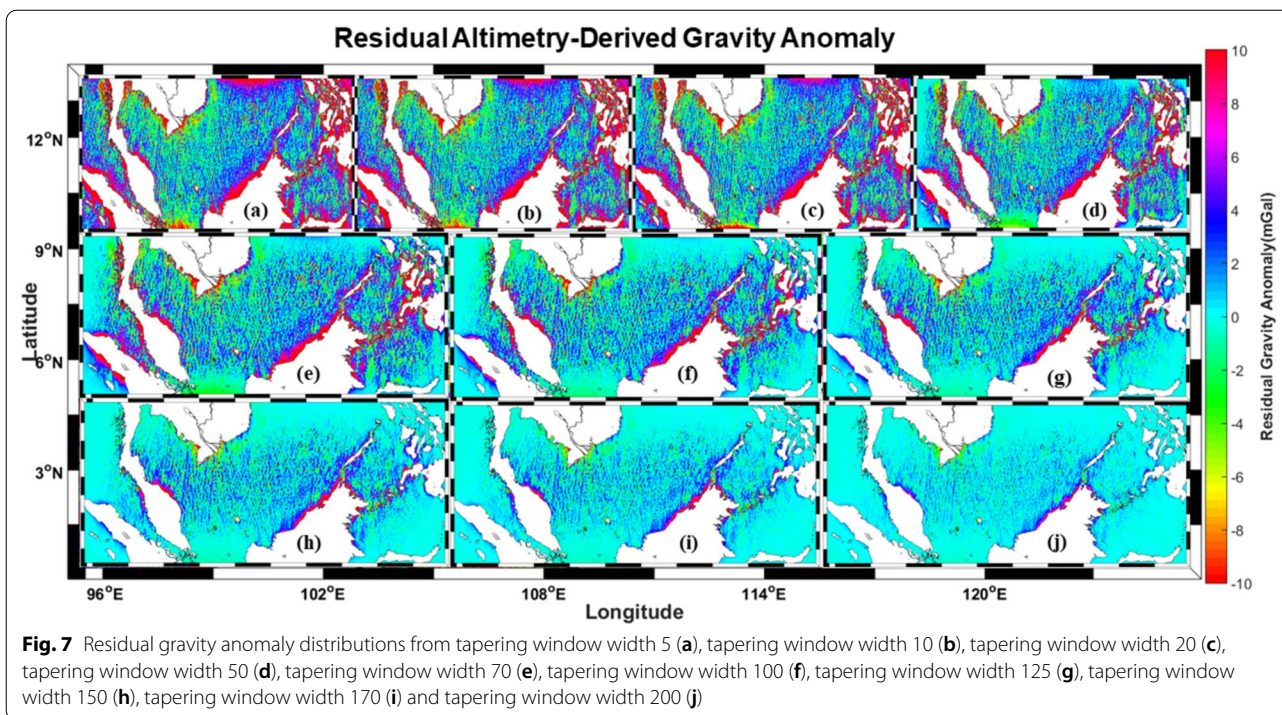 Residual Altimetry-Derived Gravity Anomaly
12°N
9°N
6°N
3°N
Latitude
(a)
(b)
(c)
(d)
(e)
(f)
(g)
(h)
(i)
(j)
96°E
102°E
108°E
114°E
120°E
Longitude
10
8
6
4
2
0
-2
-4
-6
-8
-10
Residual Gravity Anomaly(mGal)
Fig. 7 Residual gravity anomaly distributions from tapering window width 5 (a), tapering window width 10 (b), tapering window width 20 (c),
tapering window width 50 (d), tapering window width 70 (e), tapering window width 100 (f), tapering window width 125 (g), tapering window
width 150 (h), tapering window width 170 (i) and tapering window width 200 (j)